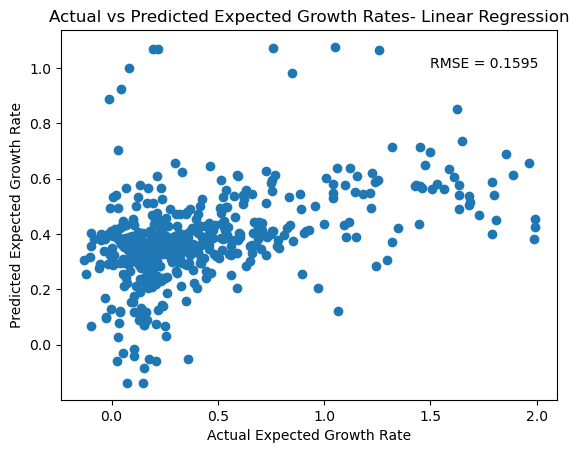 Actual vs Predicted Expected Growth Rates- Linear Regression
RMSE = 0.1595
Predicted Expected Growth Rate
1.0
0.8
0.6
0.4
0.2
0.0
0.0 0.5 1.0 1.5 2.0
Actual Expected Growth Rate